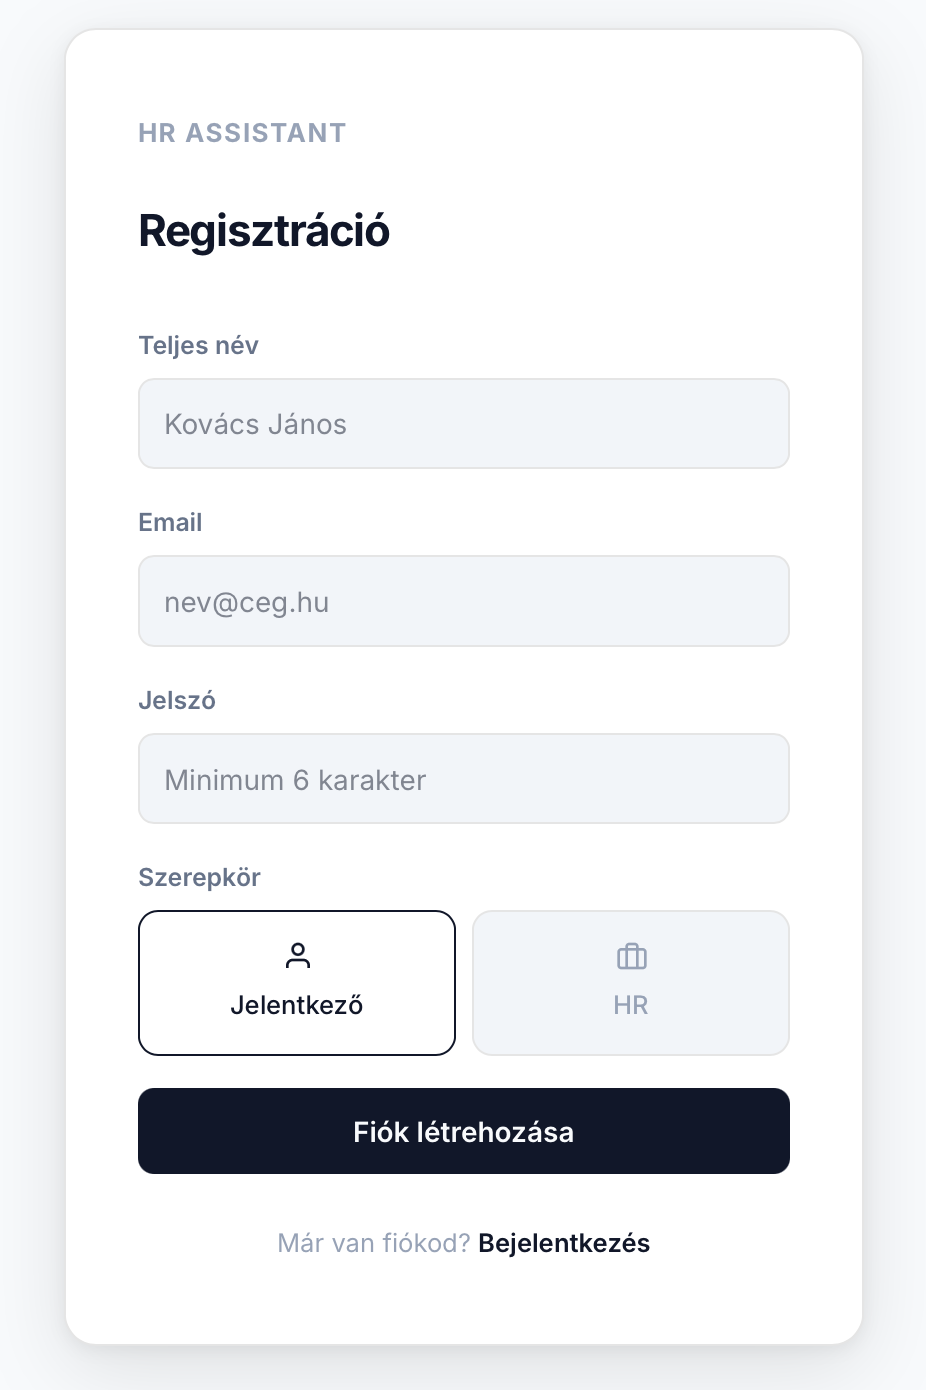 HR ASSISTANT
Regisztráció
Teljes név
Kovács János
Email
nev@ceg.hu
Jelszó
Minimum 6 karakter
Szerepkör
Jelentkező
HR
Fiók létrehozása
Már van fiókod? Bejelentkezés